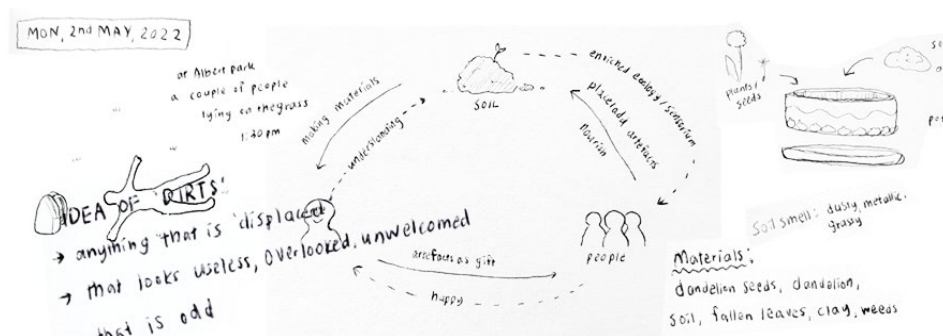 MON, 2nd MAY, 2022
at Albert park
a couple of people
lying on the grass
1:30 pm
making materials
understanding
SOIL
enriched ecology / sensorium
artefacts
nourish
plants/
seeds
IDEA OF DIRTS:
→ anything that is displaced
→ that looks useless, overlooked, unwelcomed
that is odd
artefacts as gift
happy
PEOPLE
Soil smell: dusty, metallic,
grassy
Materials:
dandelion seeds, dandelion,
soil, fallen leaves, clay, weeds